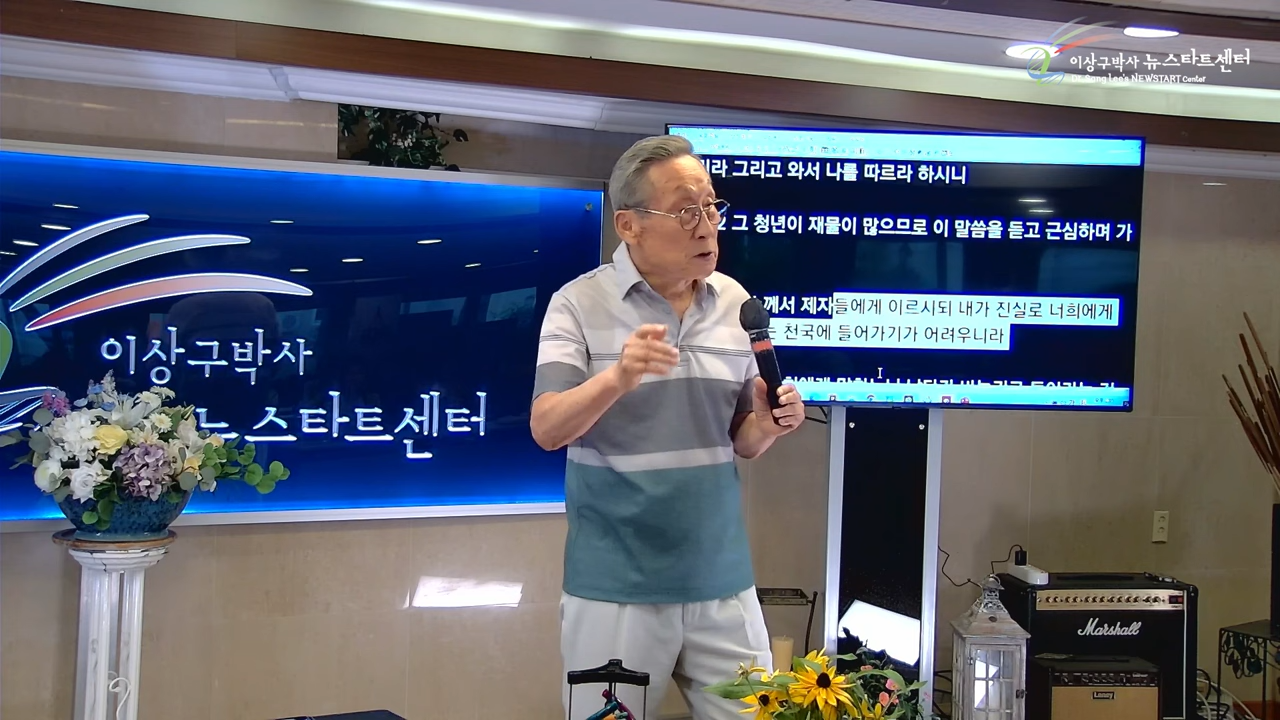 이상구박사 뉴스타트센터
Dr. Sang Lee's NEWSTART Center
그리고 와서 나를 따르라 하시니
그 청년이 재물이 많으므로 이 말씀을 듣고 근심하며 가
께서 제자들에게 이르시되 내가 진실로 너희에게
는 천국에 들어가기가 어려우니라
이상구박사
뉴스타트센터
Marshall
Laney